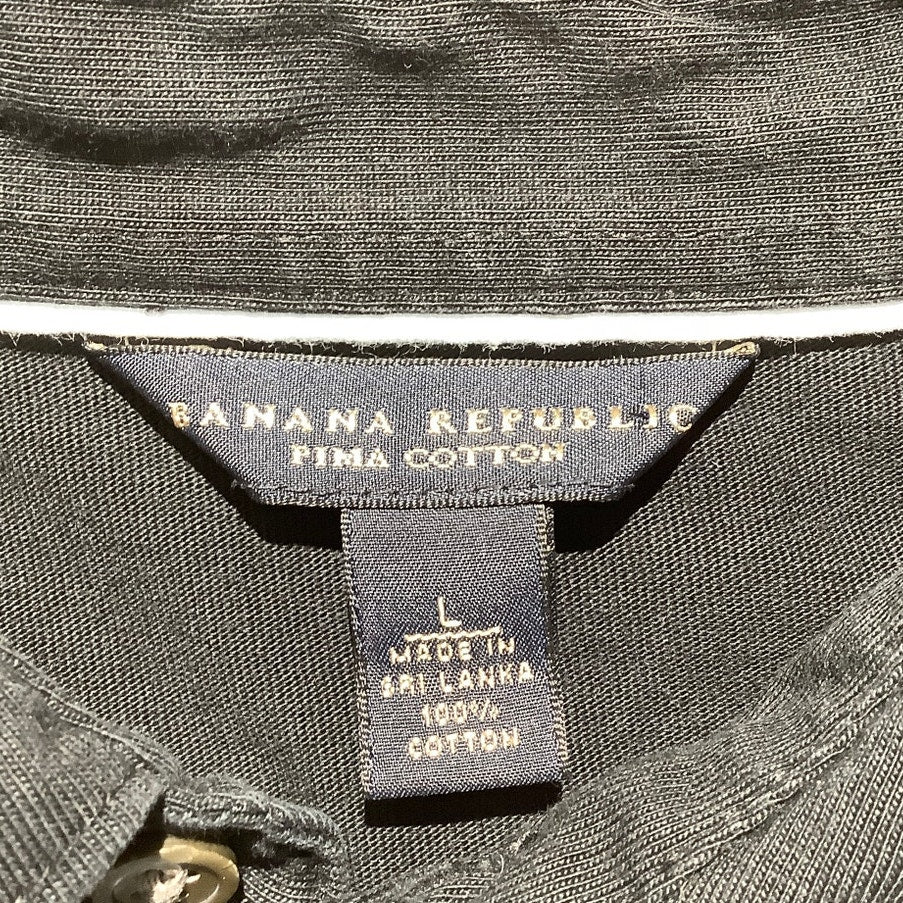 BANANA REPUBLIC
PIMA COTTON
L
MADE IN
SRI LANKA
100%
COTTON